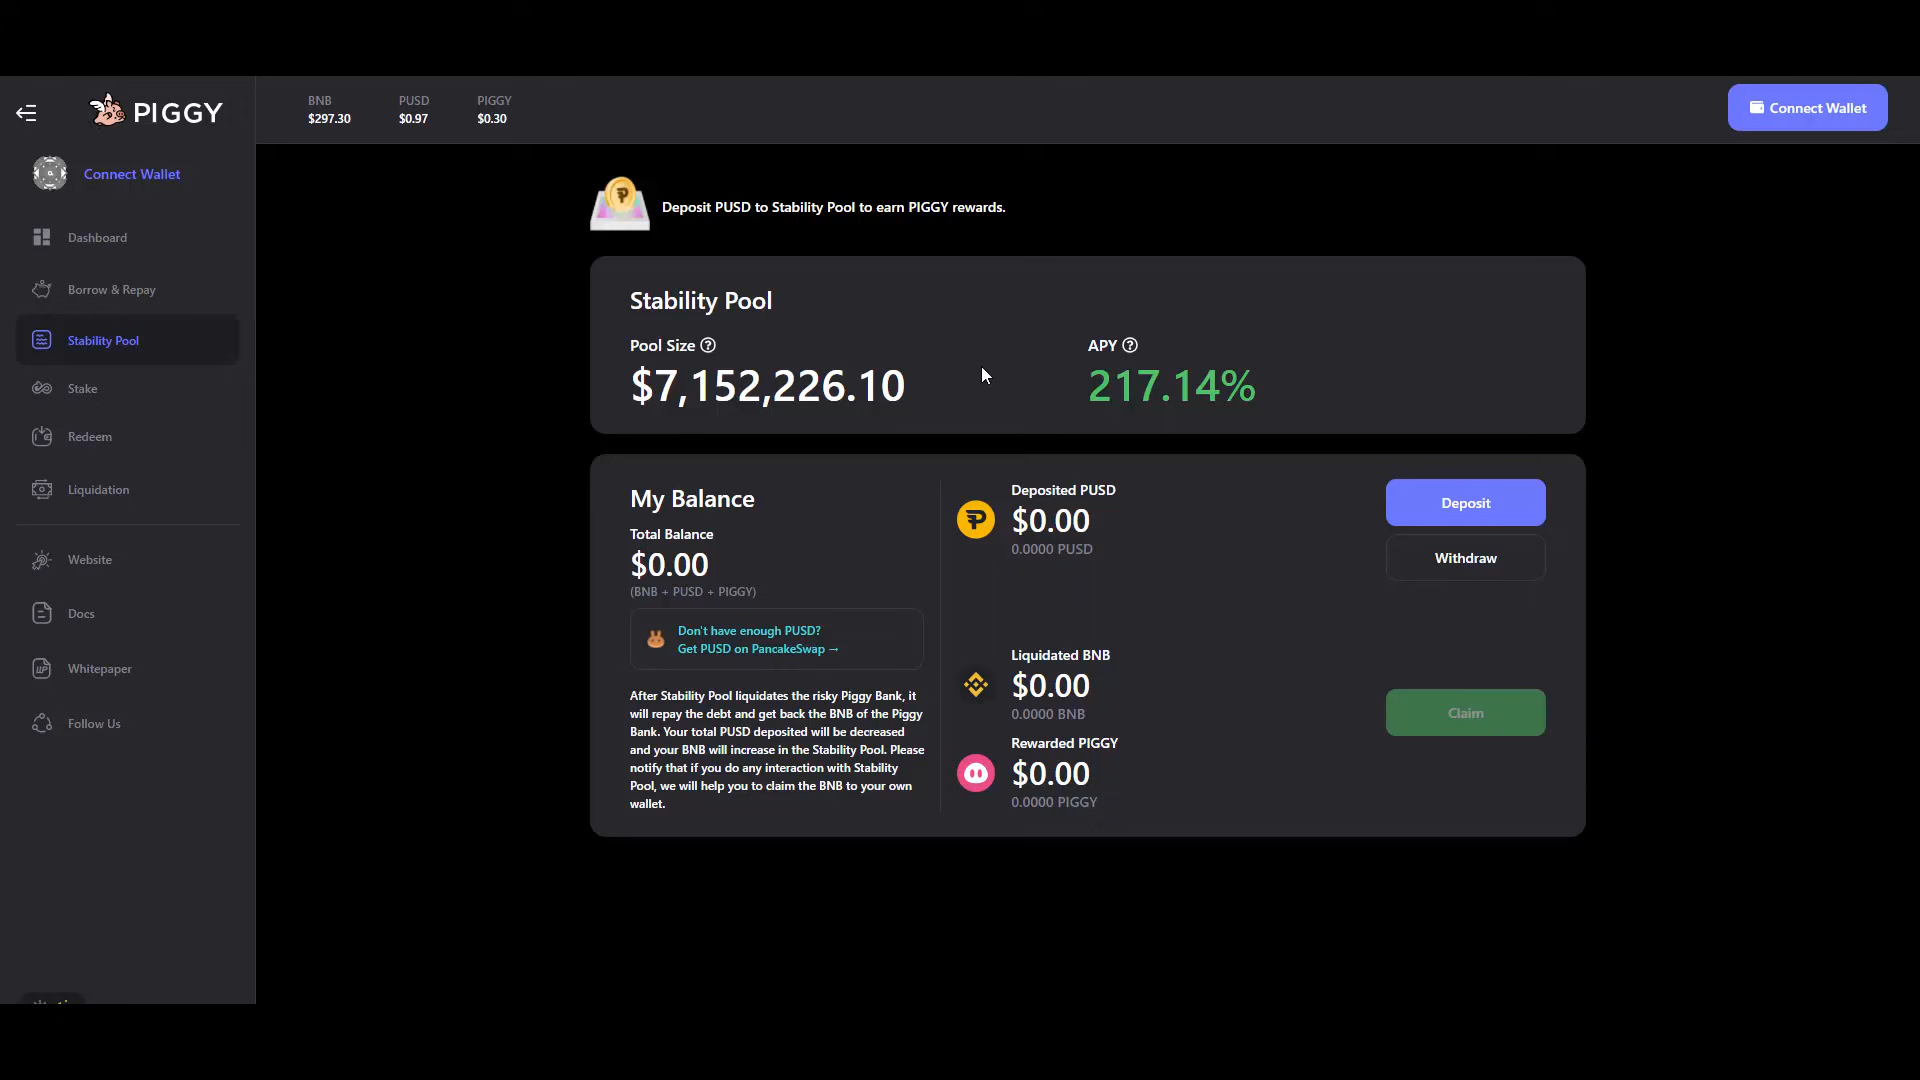 PIGGY
BNB
$297.30
PUSD
$0.97
PIGGY
$0.30
Connect Wallet
Connect Wallet
Dashboard
Borrow & Repay
Stability Pool
Stake
Redeem
Liquidation
Website
Docs
Whitepaper
Follow Us
Deposit PUSD to Stability Pool to earn PIGGY rewards.
Stability Pool
Pool Size
$7,152,226.10
APY
217.14%
My Balance
Total Balance
$0.00
(BNB + PUSD + PIGGY)
Don't have enough PUSD?
Get PUSD on PancakeSwap →
After Stability Pool liquidates the risky Piggy Bank, it
will repay the debt and get back the BNB of the Piggy
Bank. Your total PUSD deposited will be decreased
and your BNB will increase in the Stability Pool. Please
notify that if you do any interaction with Stability
Pool, we will help you to claim the BNB to your own
wallet.
Deposited PUSD
$0.00
0.0000 PUSD
Deposit
Withdraw
Liquidated BNB
$0.00
0.0000 BNB
Claim
Rewarded PIGGY
$0.00
0.0000 PIGGY